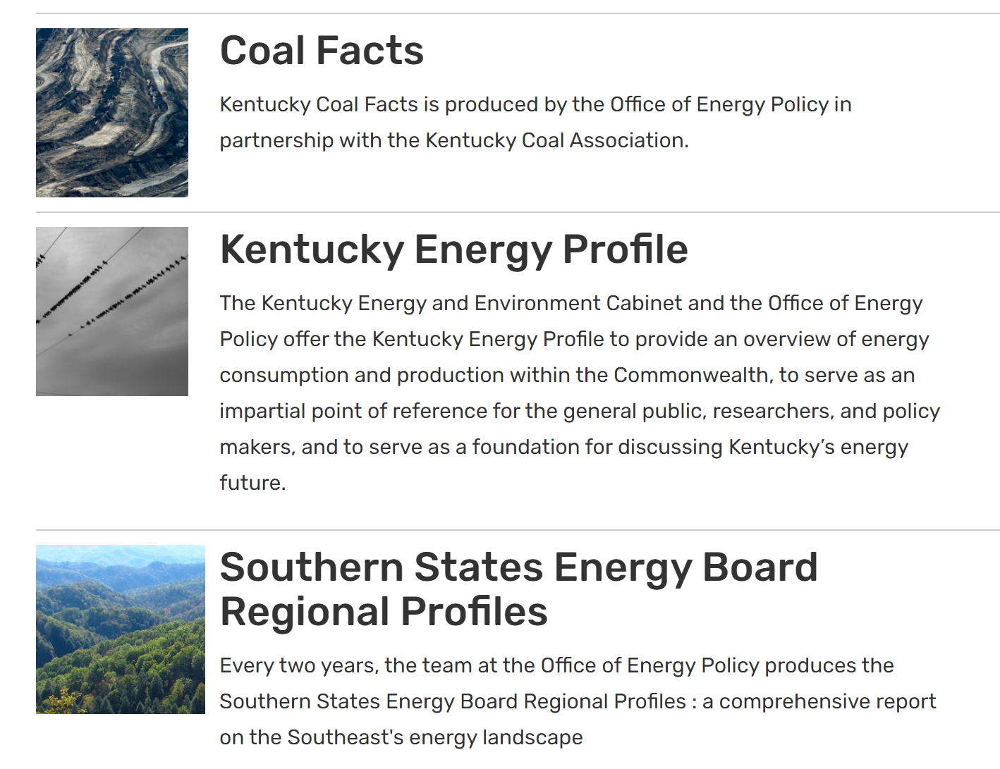 Coal Facts
Kentucky Coal Facts is produced by the Office of Energy Policy in
partnership with the Kentucky Coal Association.
Kentucky Energy Profile
The Kentucky Energy and Environment Cabinet and the Office of Energy
Policy offer the Kentucky Energy Profile to provide an overview of energy
consumption and production within the Commonwealth, to serve as an
impartial point of reference for the general public, researchers, and policy
makers, and to serve as a foundation for discussing Kentucky’s energy
future.
Southern States Energy Board
Regional Profiles
Every two years, the team at the Office of Energy Policy produces the
Southern States Energy Board Regional Profiles : a comprehensive report
on the Southeast's energy landscape